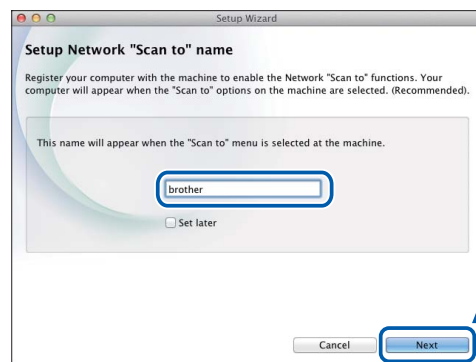 Setup Wizard
Setup Network "Scan to" name
Register your computer with the machine to enable the Network "Scan to" functions. Your
computer will appear when the "Scan to" options on the machine are selected. (Recommended).
This name will appear when the "Scan to" menu is selected at the machine.
brother
Set later
Cancel Next